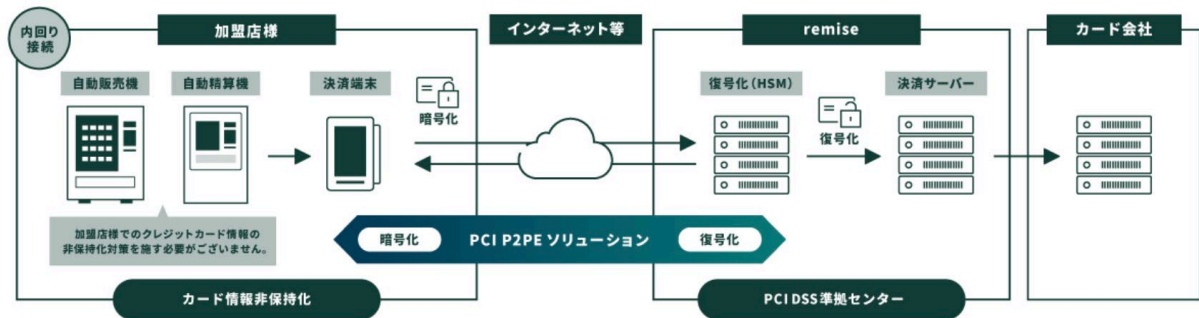 内回り
接続
加盟店様
インターネット等
remise
カード会社
自動販売機
自動精算機
決済端末
暗号化
復号化(HSM)
復号化
決済サーバー
加盟店様でのクレジットカード情報の
非保持化対策を施す必要がございません。
暗号化
PCI P2PE ソリューション
復号化
カード情報非保持化
PCI DSS準拠センター